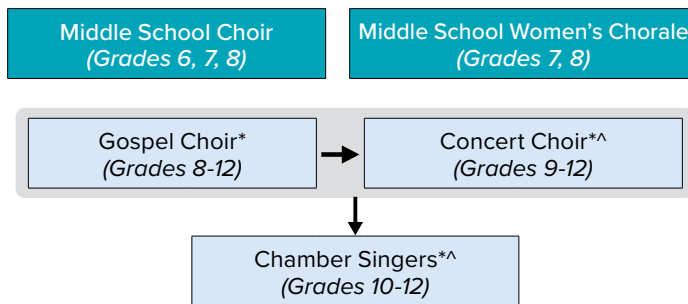 Middle School Choir
(Grades 6, 7, 8)
Middle School Women’s Chorale
(Grades 7, 8)
Gospel Choir*
(Grades 8-12)
Concert Choir*^
(Grades 9-12)
Chamber Singers*^
(Grades 10-12)